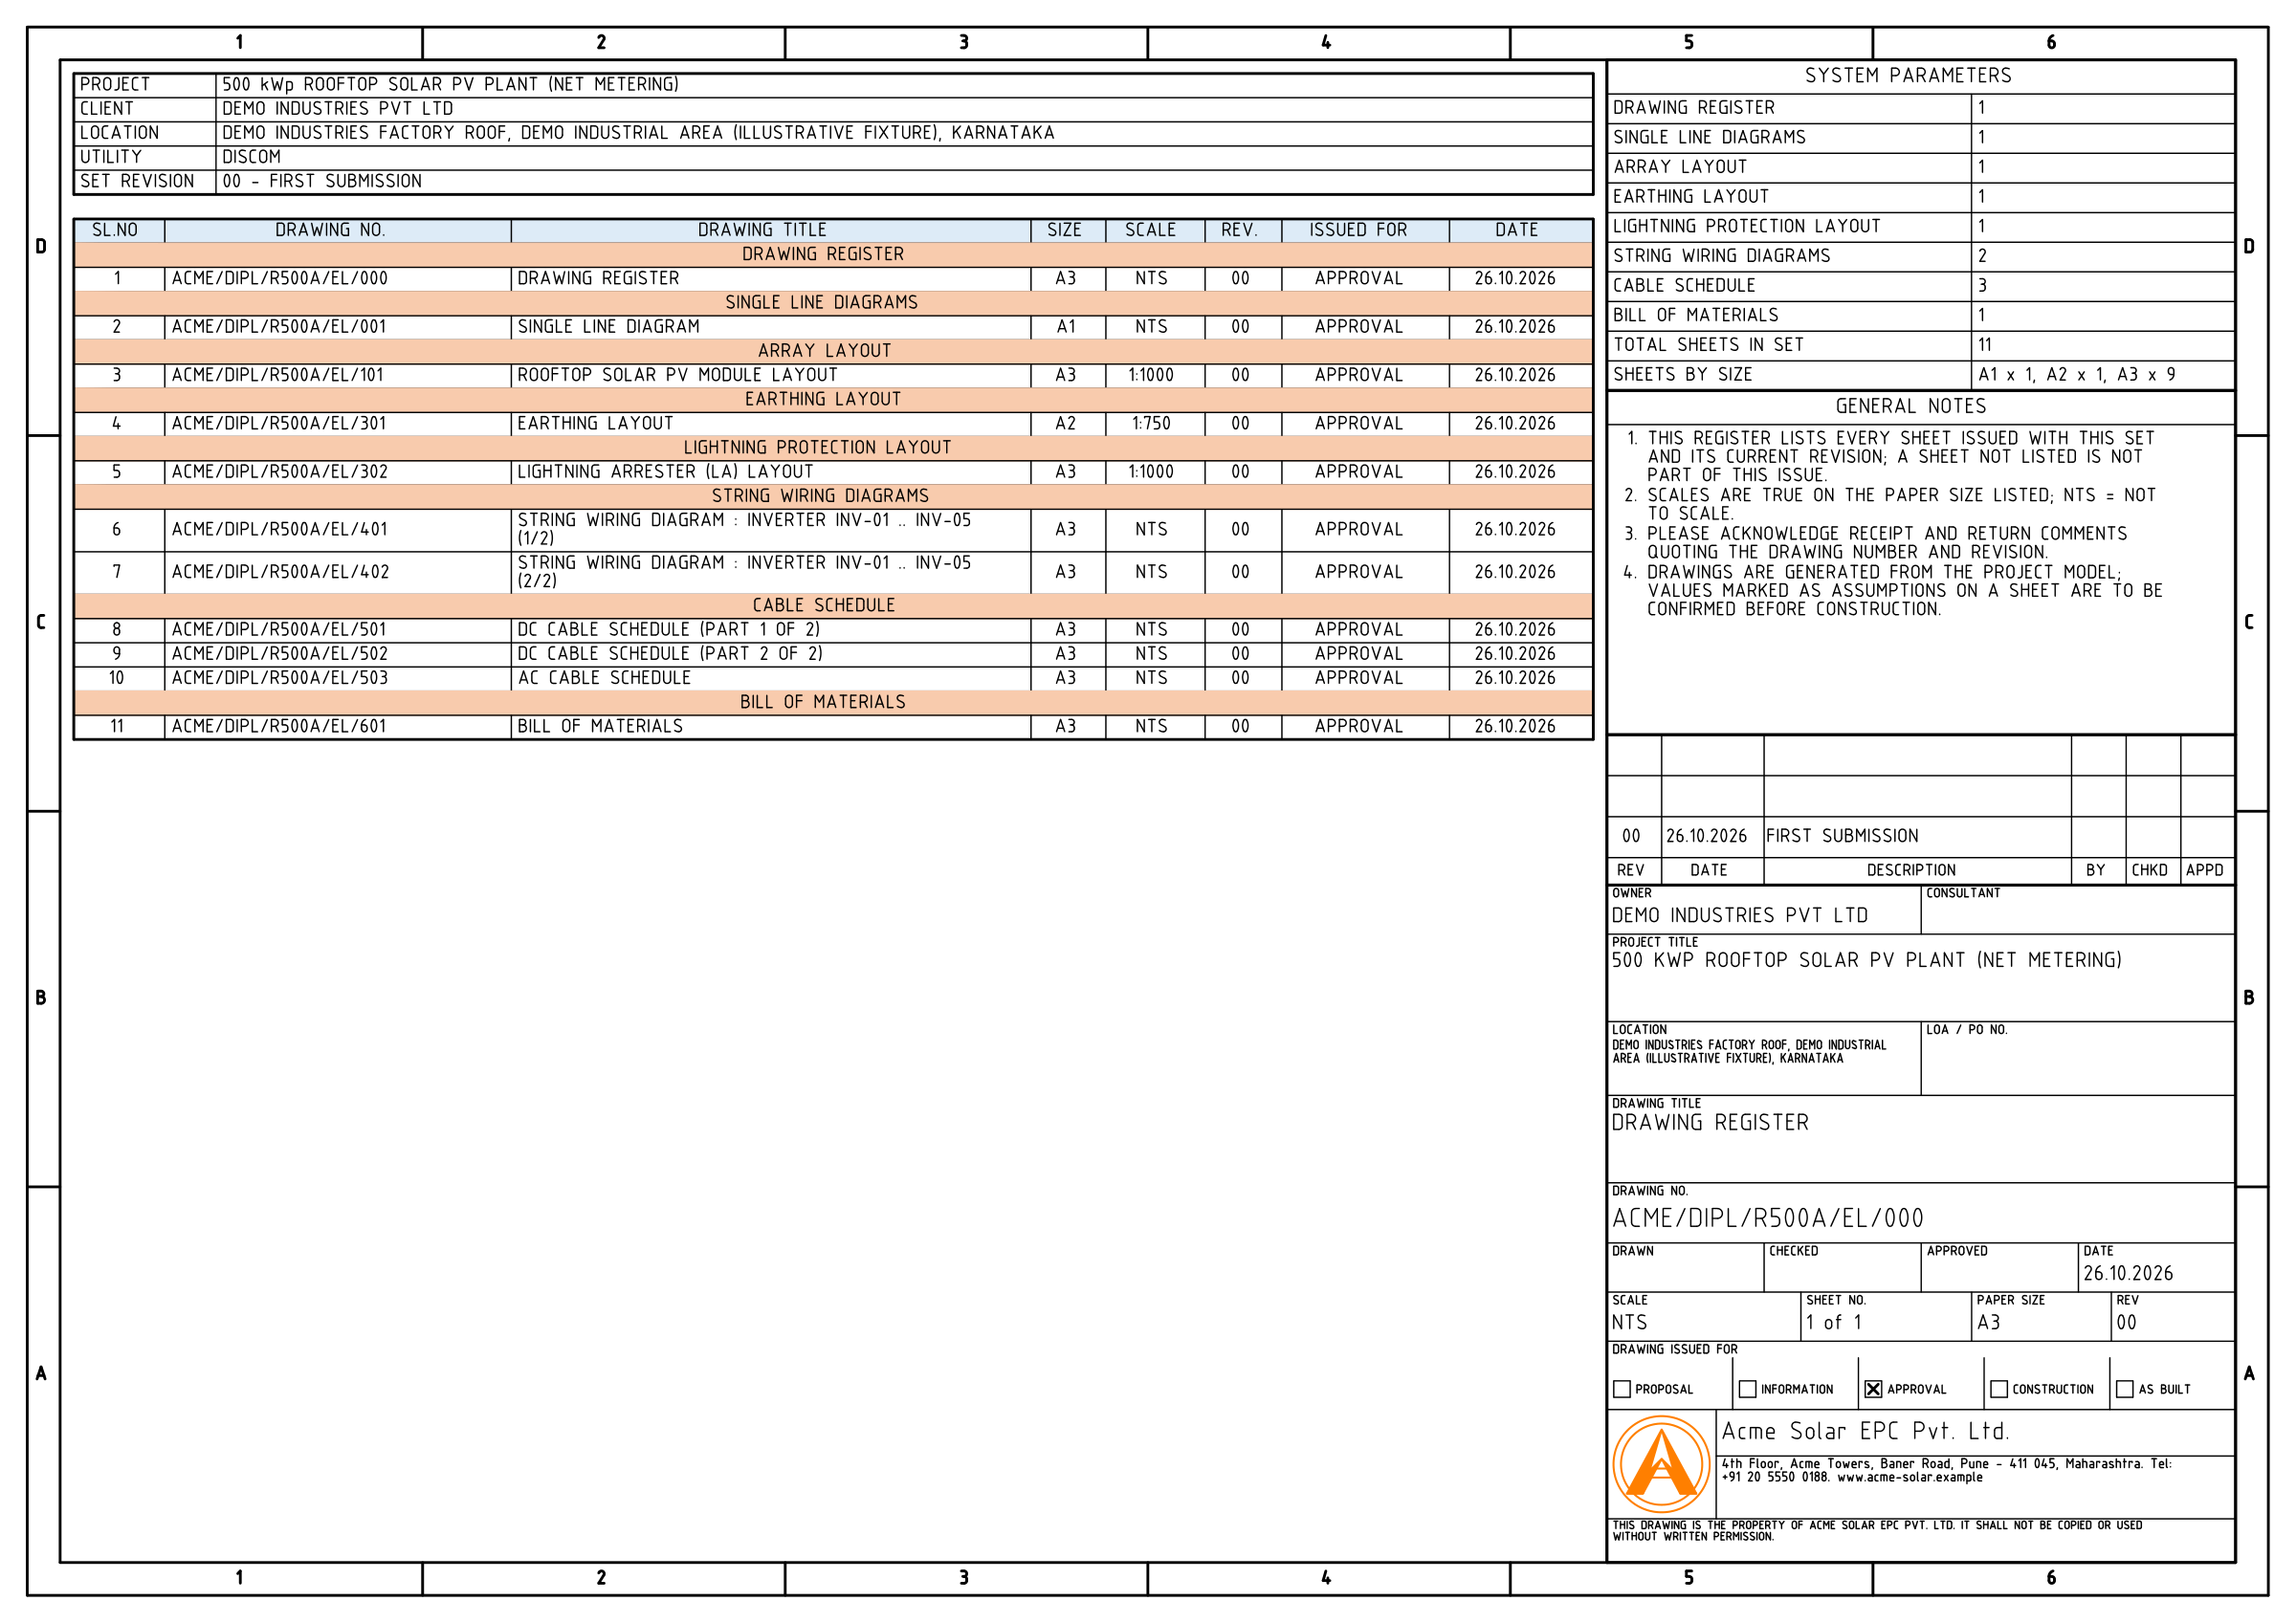 1 2 3 4 5 6
PROJECT 500 kWp ROOFTOP SOLAR PV PLANT (NET METERING)
CLIENT DEMO INDUSTRIES PVT LTD
LOCATION DEMO INDUSTRIES FACTORY ROOF, DEMO INDUSTRIAL AREA (ILLUSTRATIVE FIXTURE), KARNATAKA
UTILITY DISCOM
SET REVISION 00 - FIRST SUBMISSION
SL.NO DRAWING NO. DRAWING TITLE SIZE SCALE REV. ISSUED FOR DATE
DRAWING REGISTER
1 ACME/DIPL/R500A/EL/000 DRAWING REGISTER A3 NTS 00 APPROVAL 26.10.2026
SINGLE LINE DIAGRAMS
2 ACME/DIPL/R500A/EL/001 SINGLE LINE DIAGRAM A1 NTS 00 APPROVAL 26.10.2026
ARRAY LAYOUT
3 ACME/DIPL/R500A/EL/101 ROOFTOP SOLAR PV MODULE LAYOUT A3 1:1000 00 APPROVAL 26.10.2026
EARTHING LAYOUT
4 ACME/DIPL/R500A/EL/301 EARTHING LAYOUT A2 1:750 00 APPROVAL 26.10.2026
LIGHTNING PROTECTION LAYOUT
5 ACME/DIPL/R500A/EL/302 LIGHTNING ARRESTER (LA) LAYOUT A3 1:1000 00 APPROVAL 26.10.2026
STRING WIRING DIAGRAMS
6 ACME/DIPL/R500A/EL/401 STRING WIRING DIAGRAM : INVERTER INV-01 .. INV-05 A3 NTS 00 APPROVAL 26.10.2026
(1/2)
7 ACME/DIPL/R500A/EL/402 STRING WIRING DIAGRAM : INVERTER INV-01 .. INV-05 A3 NTS 00 APPROVAL 26.10.2026
(2/2)
CABLE SCHEDULE
8 ACME/DIPL/R500A/EL/501 DC CABLE SCHEDULE (PART 1 OF 2) A3 NTS 00 APPROVAL 26.10.2026
9 ACME/DIPL/R500A/EL/502 DC CABLE SCHEDULE (PART 2 OF 2) A3 NTS 00 APPROVAL 26.10.2026
10 ACME/DIPL/R500A/EL/503 AC CABLE SCHEDULE A3 NTS 00 APPROVAL 26.10.2026
BILL OF MATERIALS
11 ACME/DIPL/R500A/EL/601 BILL OF MATERIALS A3 NTS 00 APPROVAL 26.10.2026
SYSTEM PARAMETERS
DRAWING REGISTER 1
SINGLE LINE DIAGRAMS 1
ARRAY LAYOUT 1
EARTHING LAYOUT 1
LIGHTNING PROTECTION LAYOUT 1
STRING WIRING DIAGRAMS 2
CABLE SCHEDULE 3
BILL OF MATERIALS 1
TOTAL SHEETS IN SET 11
SHEETS BY SIZE A1 x 1, A2 x 1, A3 x 9
GENERAL NOTES
1. THIS REGISTER LISTS EVERY SHEET ISSUED WITH THIS SET
AND ITS CURRENT REVISION; A SHEET NOT LISTED IS NOT
PART OF THIS ISSUE.
2. SCALES ARE TRUE ON THE PAPER SIZE LISTED; NTS = NOT
TO SCALE.
3. PLEASE ACKNOWLEDGE RECEIPT AND RETURN COMMENTS
QUOTING THE DRAWING NUMBER AND REVISION.
4. DRAWINGS ARE GENERATED FROM THE PROJECT MODEL;
VALUES MARKED AS ASSUMPTIONS ON A SHEET ARE TO BE
CONFIRMED BEFORE CONSTRUCTION.
00 26.10.2026 FIRST SUBMISSION
REV DATE DESCRIPTION BY CHKD APPD
OWNER CONSULTANT
DEMO INDUSTRIES PVT LTD
PROJECT TITLE
500 KWP ROOFTOP SOLAR PV PLANT (NET METERING)
LOCATION LOA / PO NO.
DEMO INDUSTRIES FACTORY ROOF, DEMO INDUSTRIAL
AREA (ILLUSTRATIVE FIXTURE), KARNATAKA
DRAWING TITLE
DRAWING REGISTER
DRAWING NO.
ACME/DIPL/R500A/EL/000
DRAWN CHECKED APPROVED DATE
26.10.2026
SCALE SHEET NO. PAPER SIZE REV
NTS 1 of 1 A3 00
DRAWING ISSUED FOR
PROPOSAL INFORMATION APPROVAL CONSTRUCTION AS BUILT
Acme Solar EPC Pvt. Ltd.
4th Floor, Acme Towers, Baner Road, Pune - 411 045, Maharashtra. Tel:
+91 20 5550 0188. www.acme-solar.example
THIS DRAWING IS THE PROPERTY OF ACME SOLAR EPC PVT. LTD. IT SHALL NOT BE COPIED OR USED
WITHOUT WRITTEN PERMISSION.
D D
C C
B B
A A
1 2 3 4 5 6